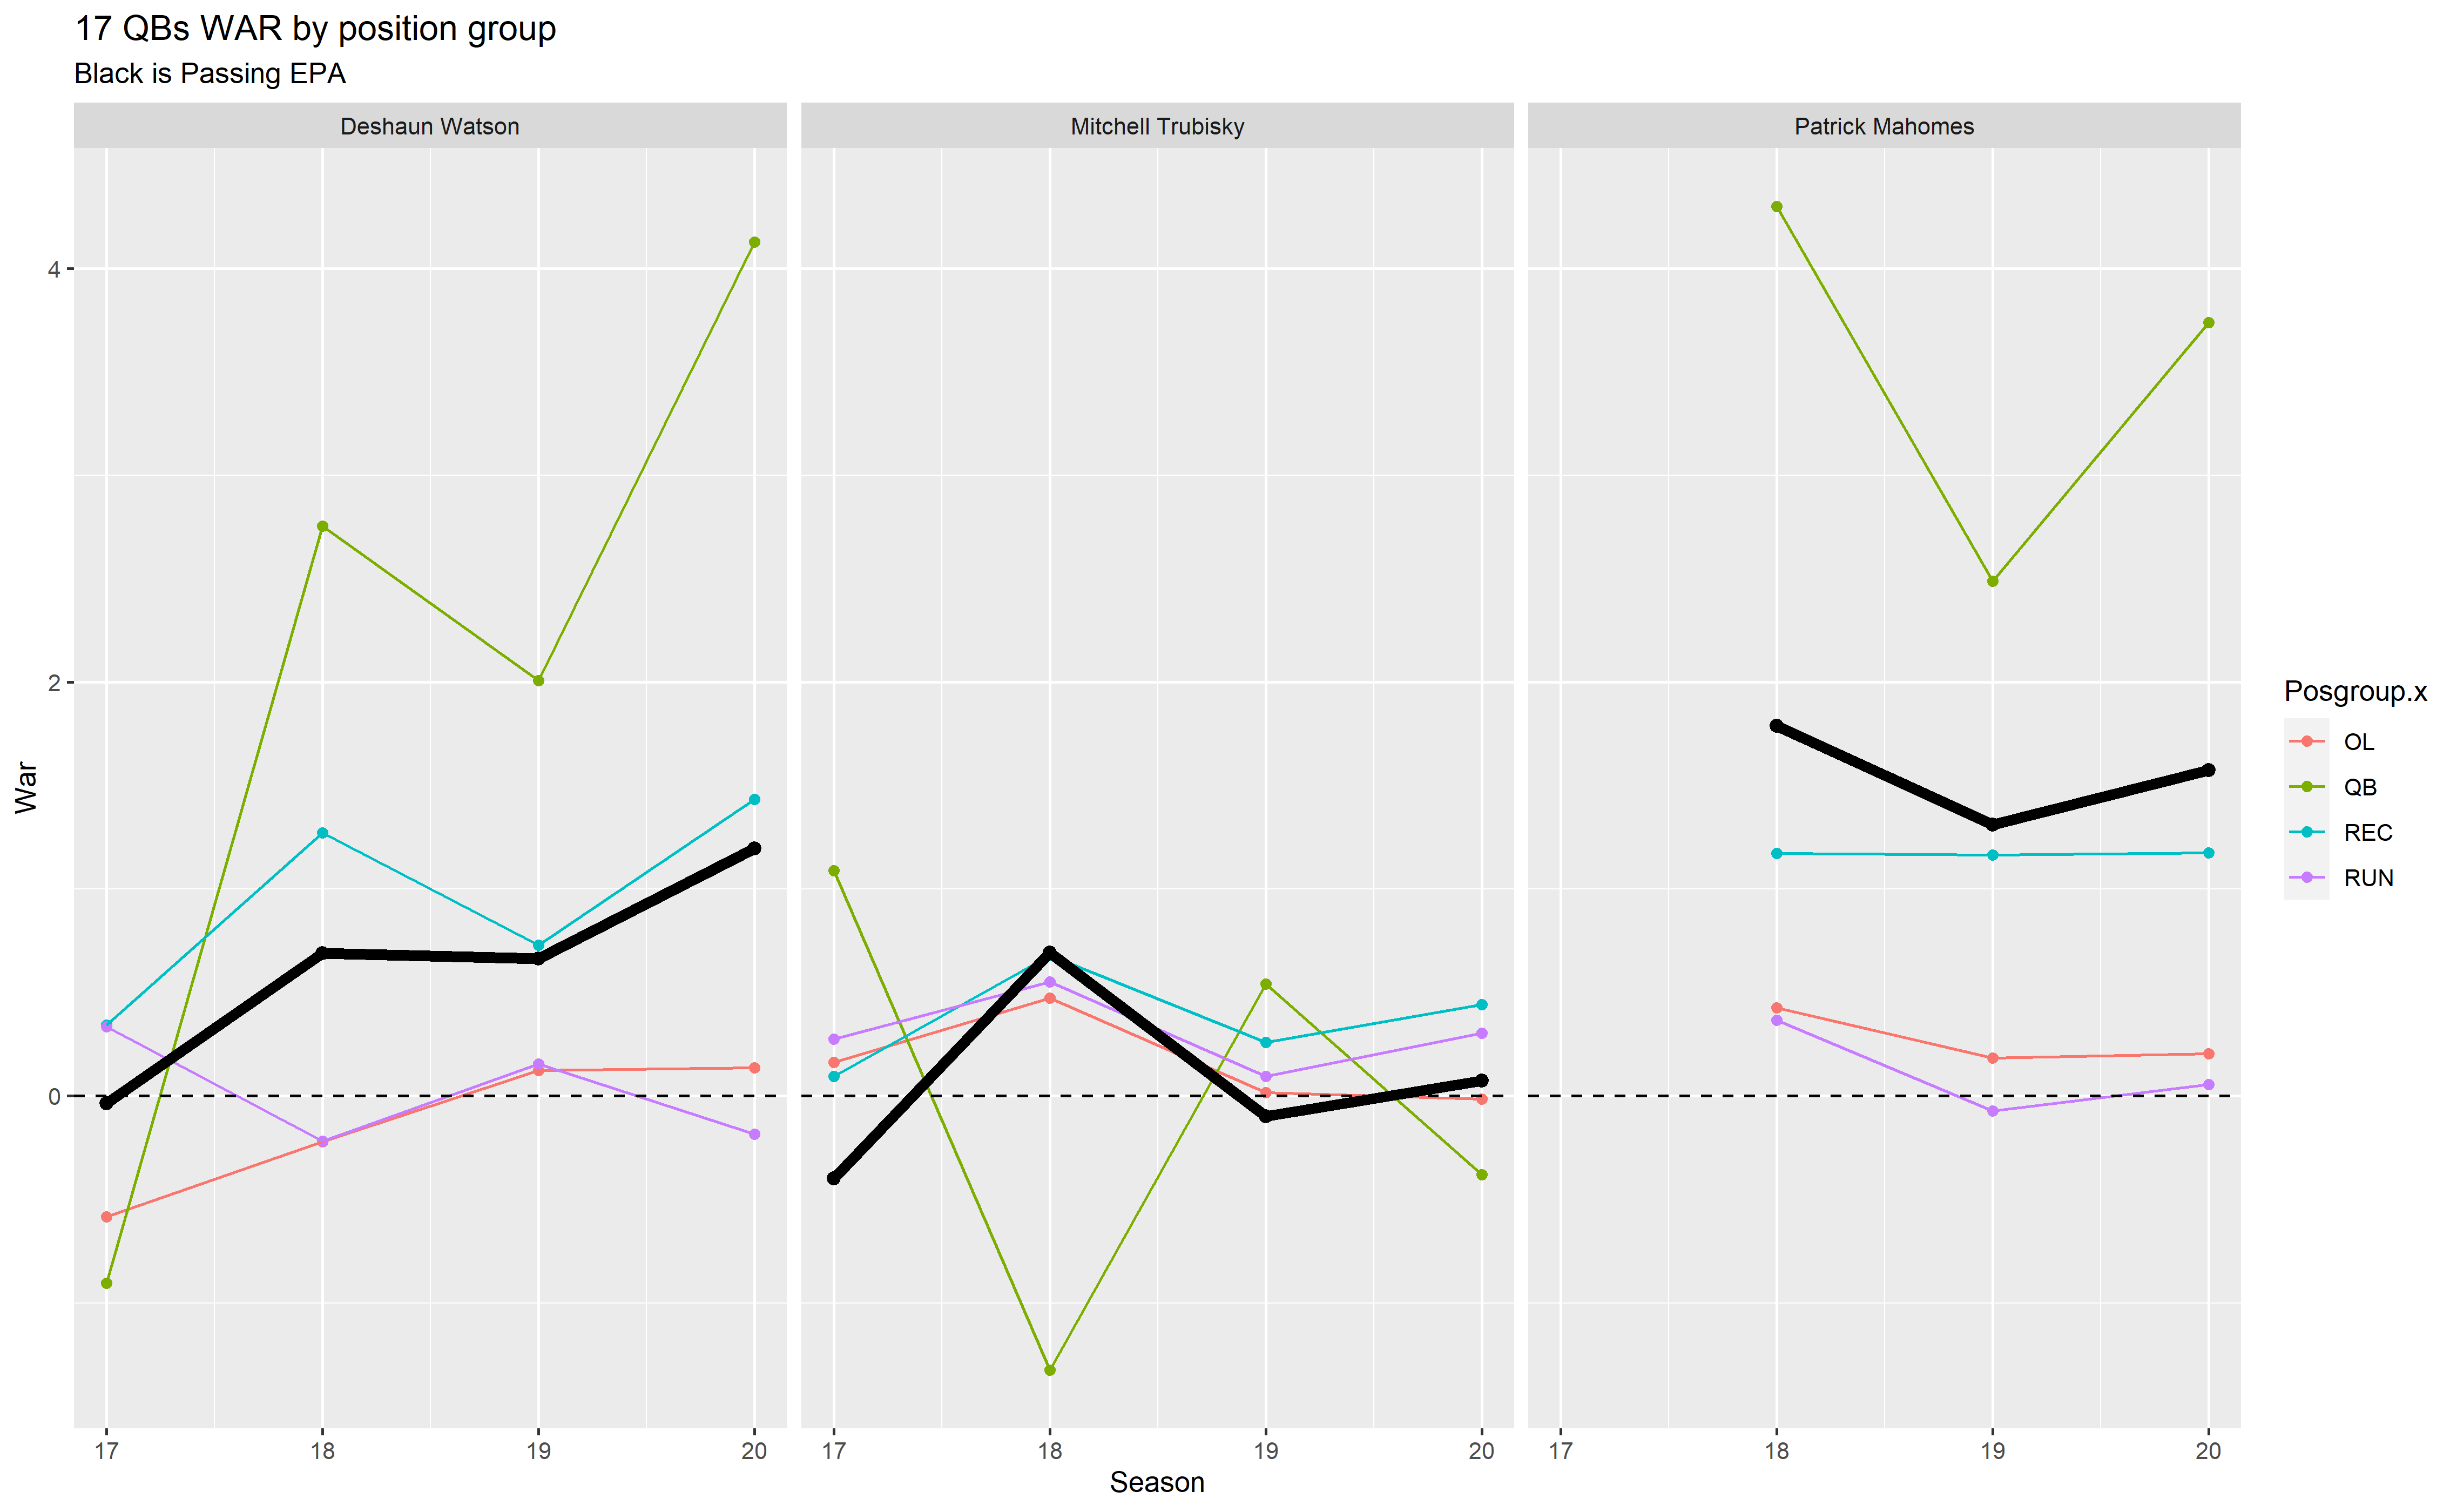 17 QBs WAR by position group
Black is Passing EPA
Deshaun Watson
Mitchell Trubisky
Patrick Mahomes
4
2
0
War
17 18 19 20
17 18 19 20
17 18 19 20
Season
Posgroup.x
OL
QB
REC
RUN